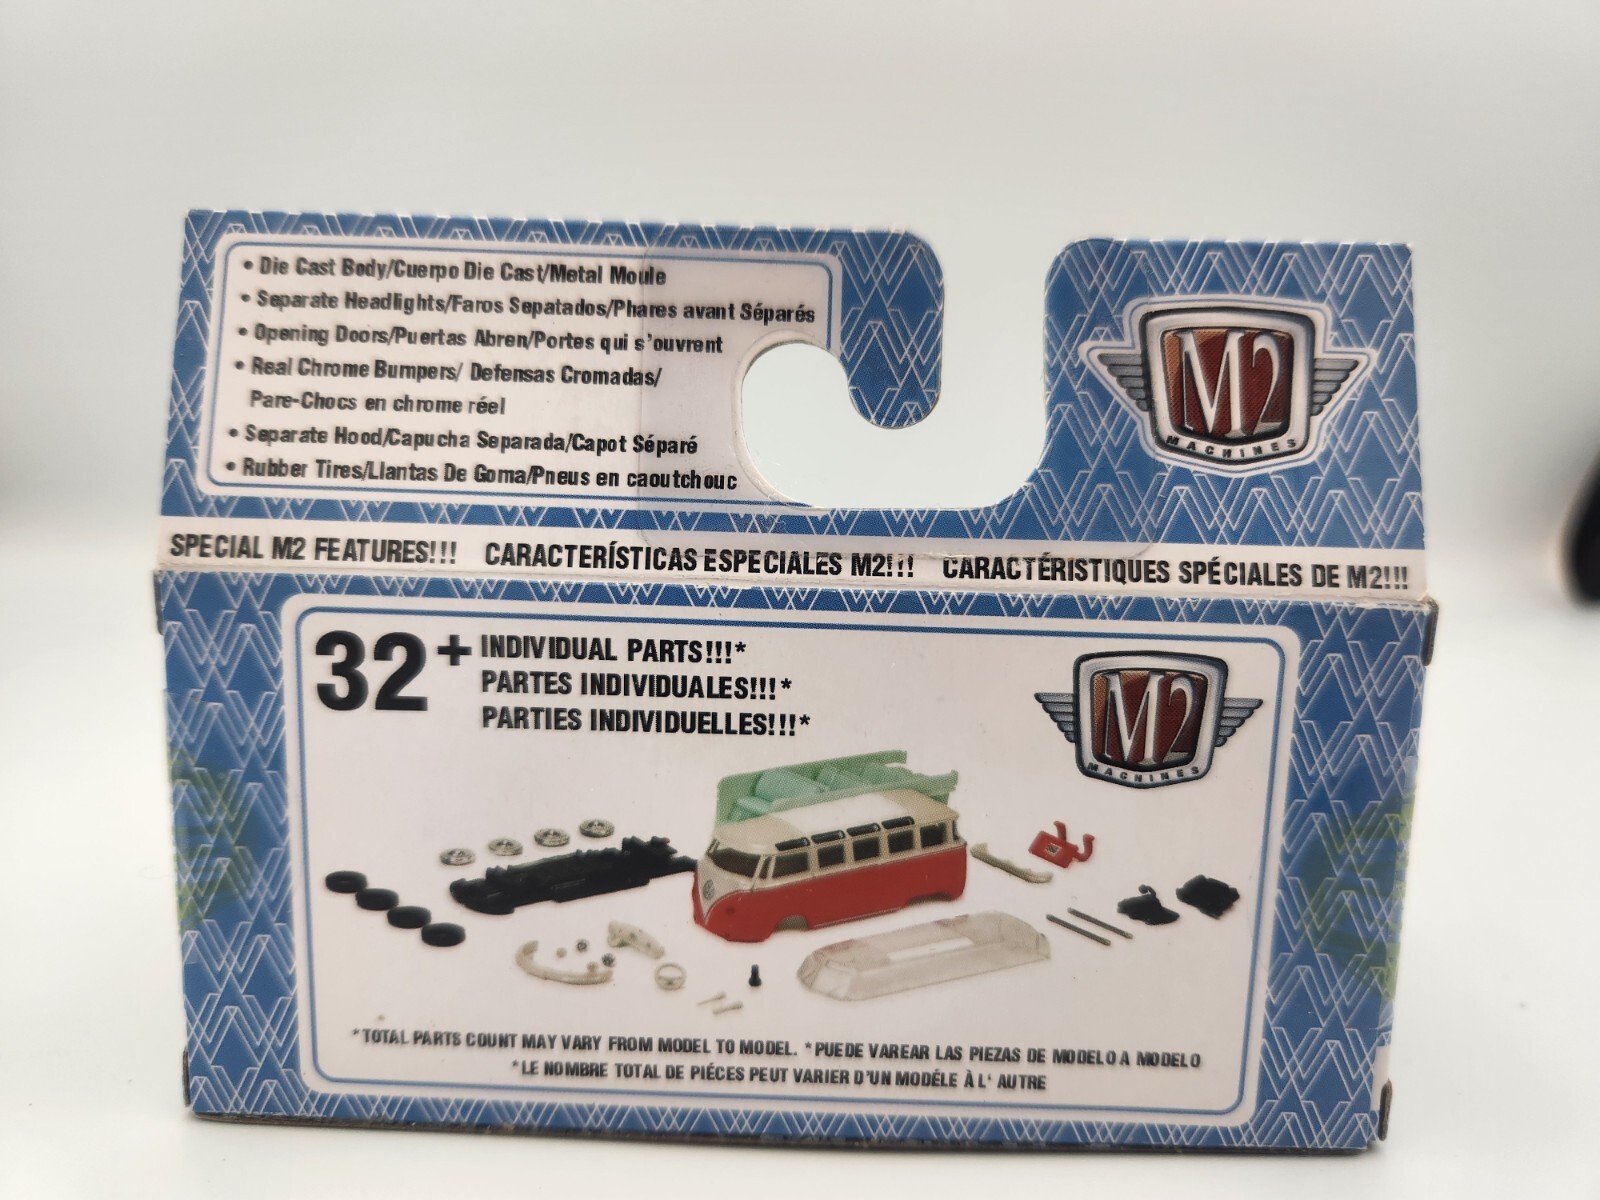 • Die Cast Body/Cuerpo Die Cast/Metal Moule
• Separate Headlights/Faros Sepatados/Phares avant Séparés
• Opening Doors/Puertas Abren/Portes qui s'ouvrent
• Real Chrome Bumpers/ Defensas Cromadas/
Pare-Chocs en chrome réel
• Separate Hood/Capucha Separada/Capot Séparé
• Rubber Tires/Llantas De Goma/Pneus en caoutchouc
M2
MACHINES
SPECIAL M2 FEATURES!!! CARACTERÍSTICAS ESPECIALES M2!!! CARACTÉRISTIQUES SPÉCIALES DE M2!!!
32+ INDIVIDUAL PARTS!!!*
PARTES INDIVIDUALES!!!*
PARTIES INDIVIDUELLES!!!*
M2
MACHINES
*TOTAL PARTS COUNT MAY VARY FROM MODEL TO MODEL. *PUEDE VAREAR LAS PIEZAS DE MODELO A MODELO
*LE NOMBRE TOTAL DE PIÉCES PEUT VARIER D'UN MODÉLE À L' AUTRE